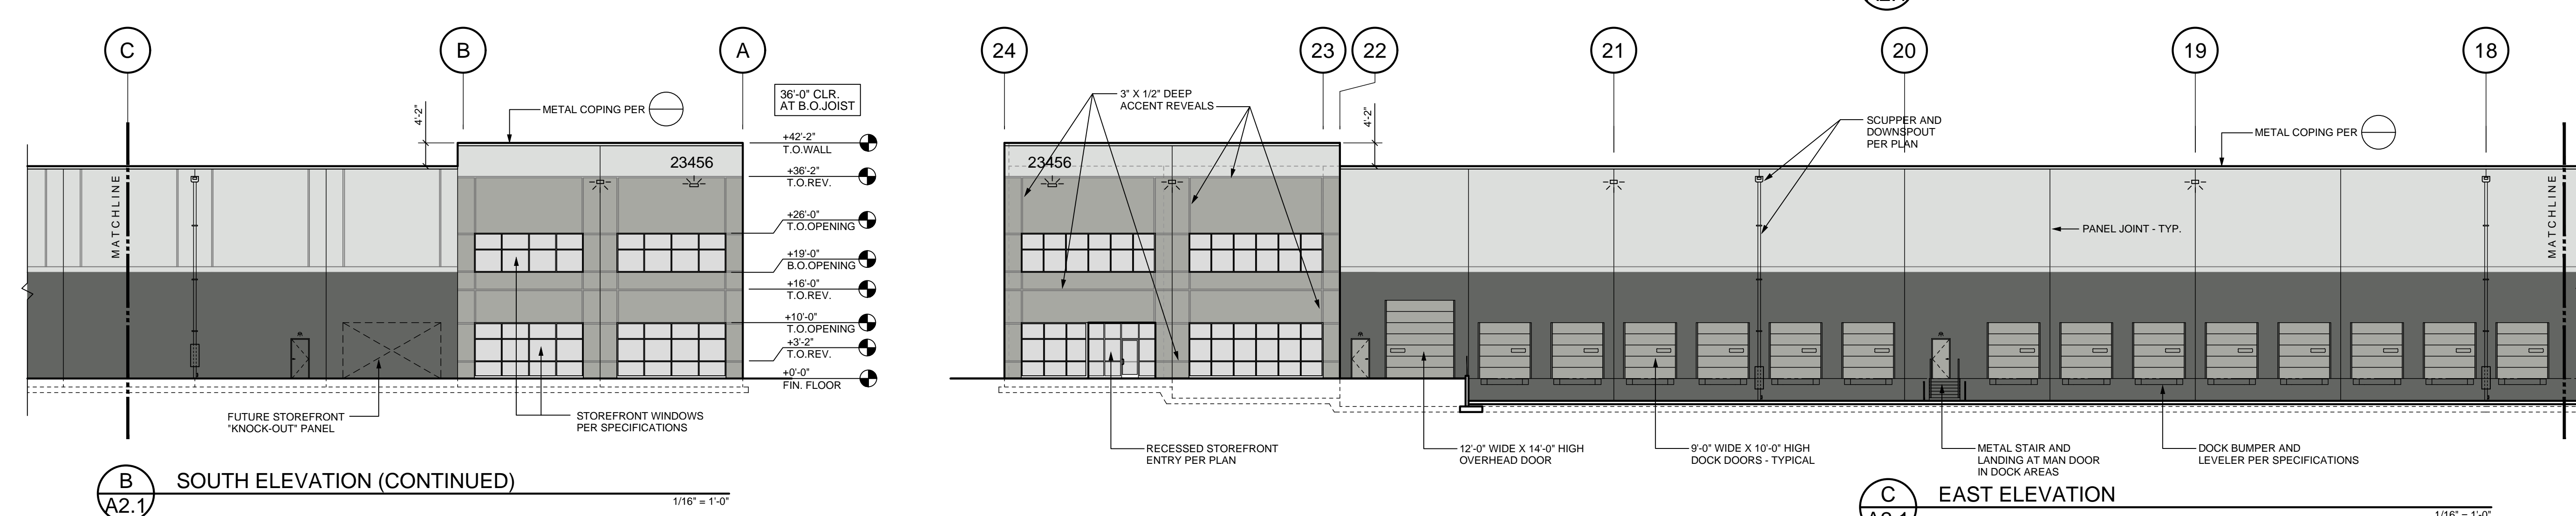 C
B
A
24
23
22
21
20
19
18
4'-2"
METAL COPING PER
36'-0" CLR.
AT B.O.JOIST
23456
+42'-2"
T.O.WALL
+36'-2"
T.O.REV.
+26'-0"
T.O.OPENING
+19'-0"
B.O.OPENING
+16'-0"
T.O.REV.
+10'-0"
T.O.OPENING
+3'-2"
T.O.REV.
+0'-0"
FIN. FLOOR
MATCHLINE
FUTURE STOREFRONT
"KNOCK-OUT" PANEL
STOREFRONT WINDOWS
PER SPECIFICATIONS
B
A2.1
SOUTH ELEVATION (CONTINUED)
1/16" = 1'-0"
3" X 1/2" DEEP
ACCENT REVEALS
23456
4'-2"
SCUPPER AND
DOWNSPOUT
PER PLAN
METAL COPING PER
PANEL JOINT - TYP.
MATCHLINE
RECESSED STOREFRONT
ENTRY PER PLAN
12'-0" WIDE X 14'-0" HIGH
OVERHEAD DOOR
9'-0" WIDE X 10'-0" HIGH
DOCK DOORS - TYPICAL
METAL STAIR AND
LANDING AT MAN DOOR
IN DOCK AREAS
DOCK BUMPER AND
LEVELER PER SPECIFICATIONS
C
A2.1
EAST ELEVATION
1/16" = 1'-0"